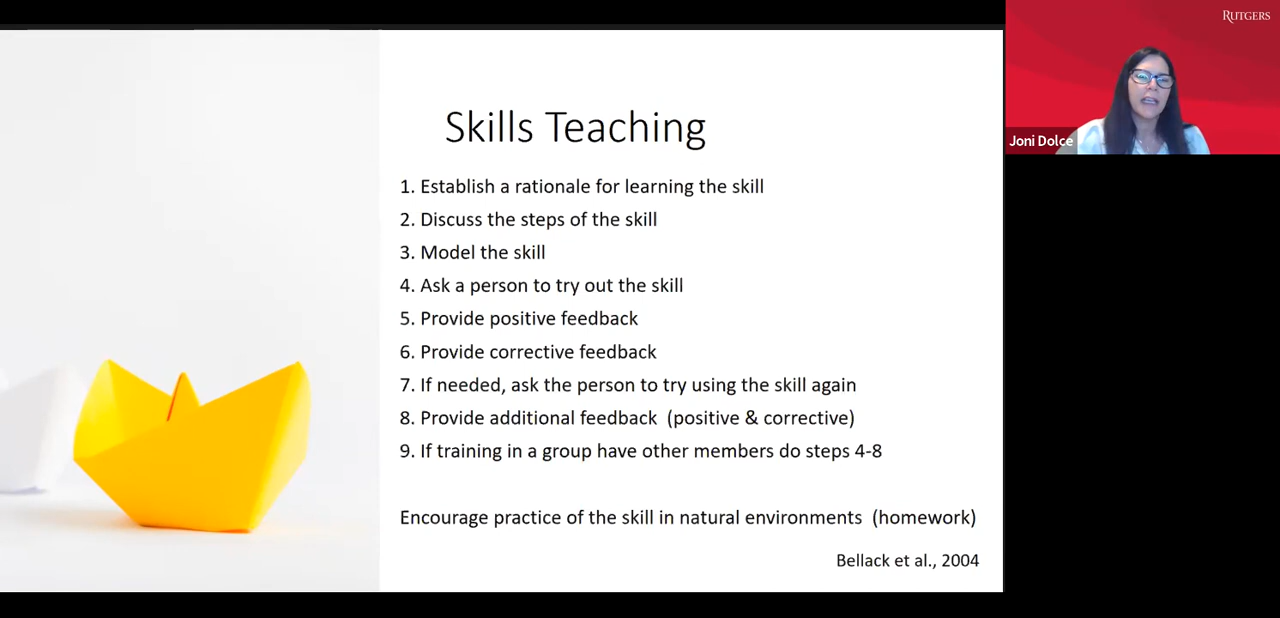 Skills Teaching
1. Establish a rationale for learning the skill
2. Discuss the steps of the skill
3. Model the skill
4. Ask a person to try out the skill
5. Provide positive feedback
6. Provide corrective feedback
7. If needed, ask the person to try using the skill again
8. Provide additional feedback  (positive & corrective)
9. If training in a group have other members do steps 4-8
Encourage practice of the skill in natural environments  (homework)
Bellack et al., 2004
RUTGERS
Joni Dolce